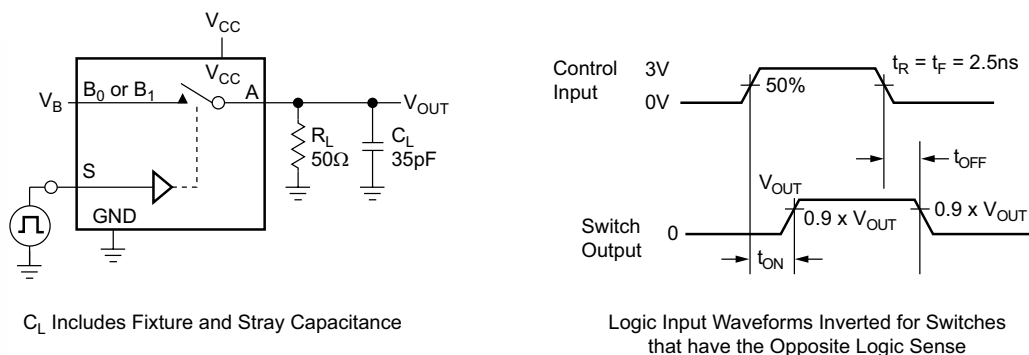 V_CC
V_CC
V_B
B_0 or B_1
A
V_OUT
R_L
50Ω
C_L
35pF
S
GND
C_L Includes Fixture and Stray Capacitance
Control
Input
3V
0V
50%
t_R = t_F = 2.5ns
t_OFF
V_OUT
0.9 x V_OUT
0.9 x V_OUT
Switch
Output
0
t_ON
Logic Input Waveforms Inverted for Switches
that have the Opposite Logic Sense